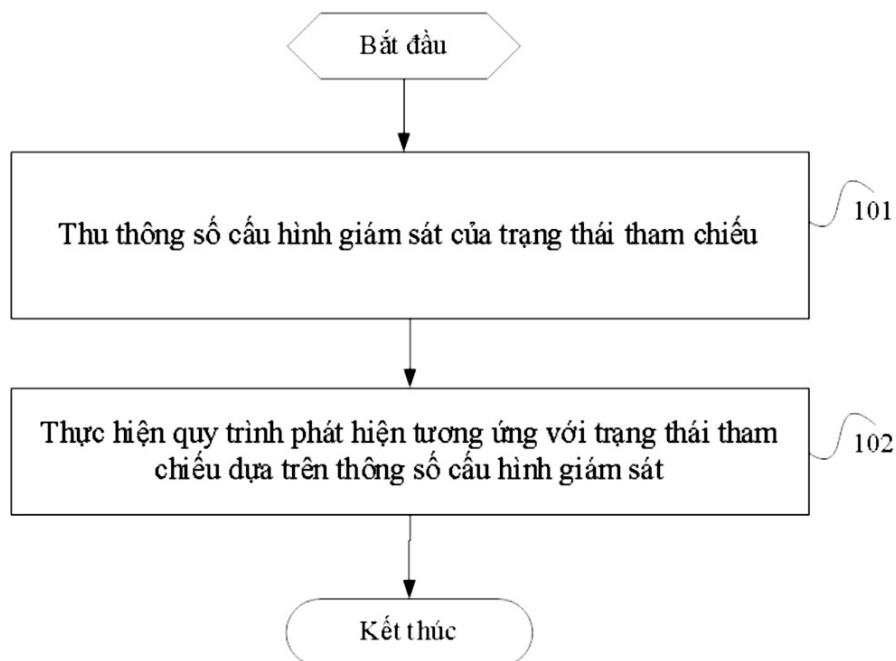 Bắt đầu
Thu thông số cấu hình giám sát của trạng thái tham chiếu
101
Thực hiện quy trình phát hiện tương ứng với trạng thái tham
chiếu dựa trên thông số cấu hình giám sát
102
Kết thúc